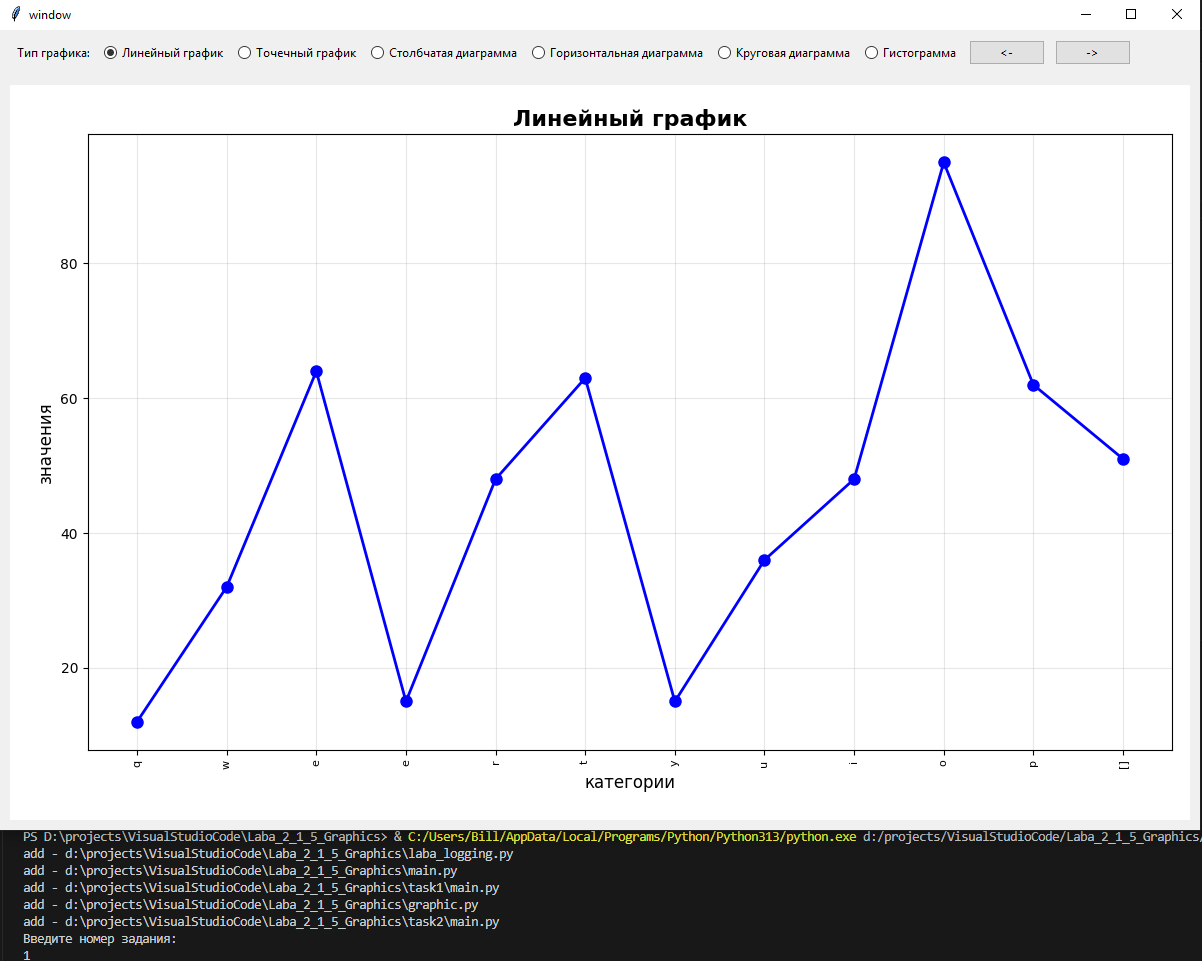 window
Тип графика: Линейный график Точечный график Столбчатая диаграмма Горизонтальная диаграмма Круговая диаграмма Гистограмма <- ->
Линейный график
80
60
40
20
значения
q w e e r t y u i o p []
категории
PS D:\projects\VisualStudioCode\Laba_2_1_5_Graphics> & C:/Users/Bill/AppData/Local/Programs/Python/Python313/python.exe d:/projects/VisualStudioCode/Laba_2_1_5_Graphics/
add - d:\projects\VisualStudioCode\Laba_2_1_5_Graphics\laba_logging.py
add - d:\projects\VisualStudioCode\Laba_2_1_5_Graphics\main.py
add - d:\projects\VisualStudioCode\Laba_2_1_5_Graphics\task1\main.py
add - d:\projects\VisualStudioCode\Laba_2_1_5_Graphics\graphic.py
add - d:\projects\VisualStudioCode\Laba_2_1_5_Graphics\task2\main.py
Введите номер задания:
1